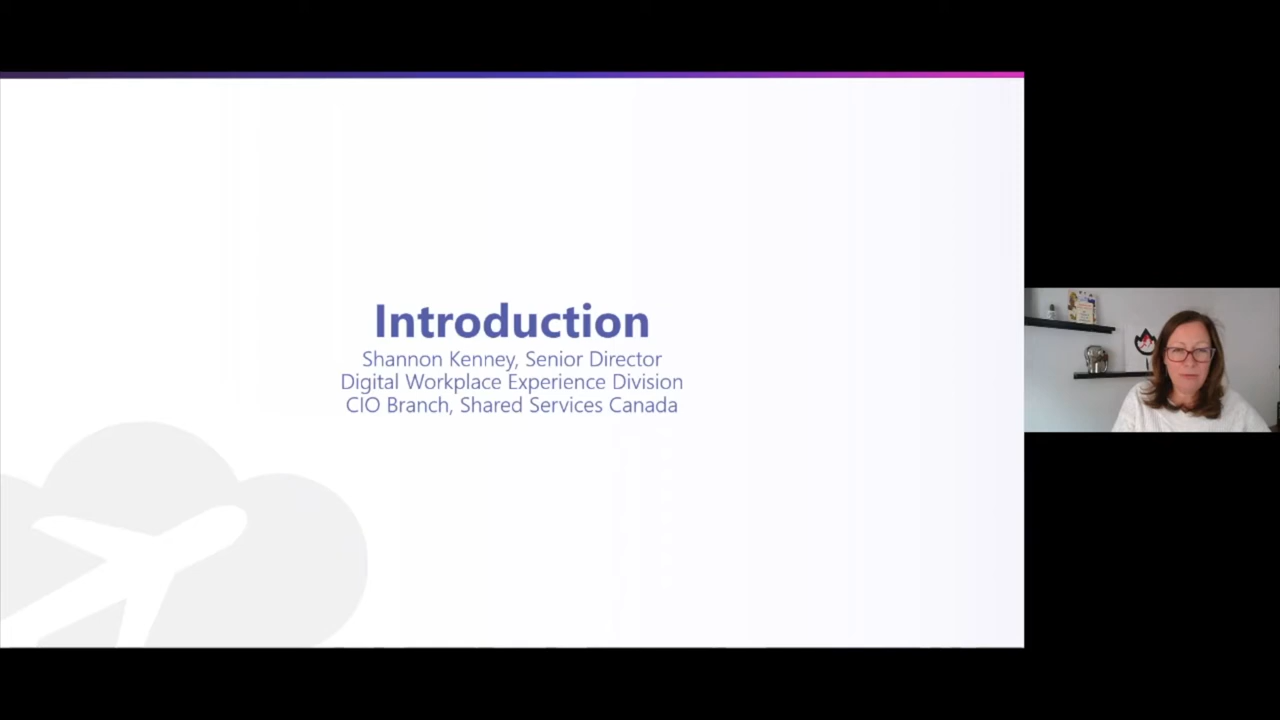 Introduction
Shannon Kenney, Senior Director
Digital Workplace Experience Division
CIO Branch, Shared Services Canada